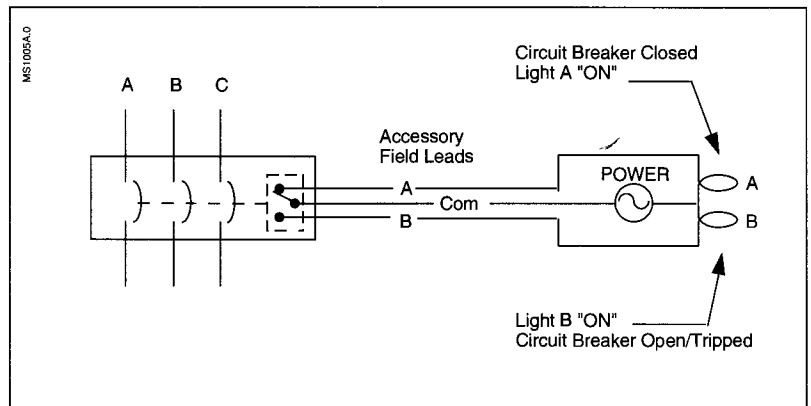 MS1005A.0
A B C
Circuit Breaker Closed
Light A "ON"
Accessory
Field Leads
A
Com
B
POWER
A
B
Light B "ON"
Circuit Breaker Open/Tripped